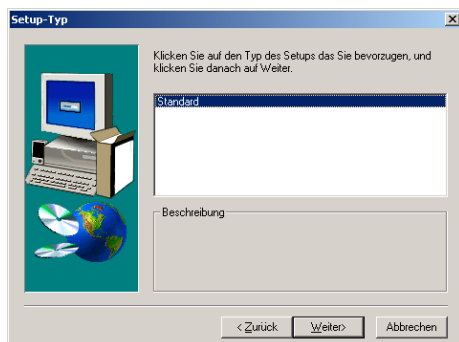 Setup-Typ
Klicken Sie auf den Typ des Setups das Sie bevorzugen, und
klicken Sie danach auf Weiter.
Standard
Beschreibung
< Zurück
Weiter>
Abbrechen